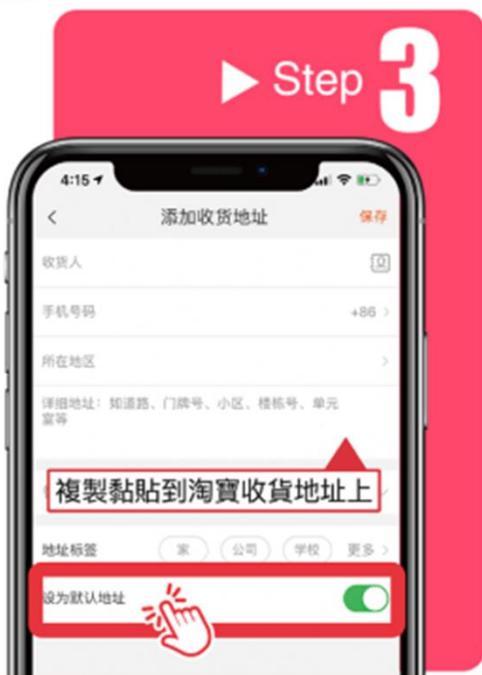 Step 3
4:15
添加收货地址
保存
收货人
手机号码
+86
所在地区
详细地址：如道路、门牌号、小区、楼栋号、单元
室等
複製黏貼到淘寶收貨地址上
地址标签
家
公司
学校
更多
设为默认地址